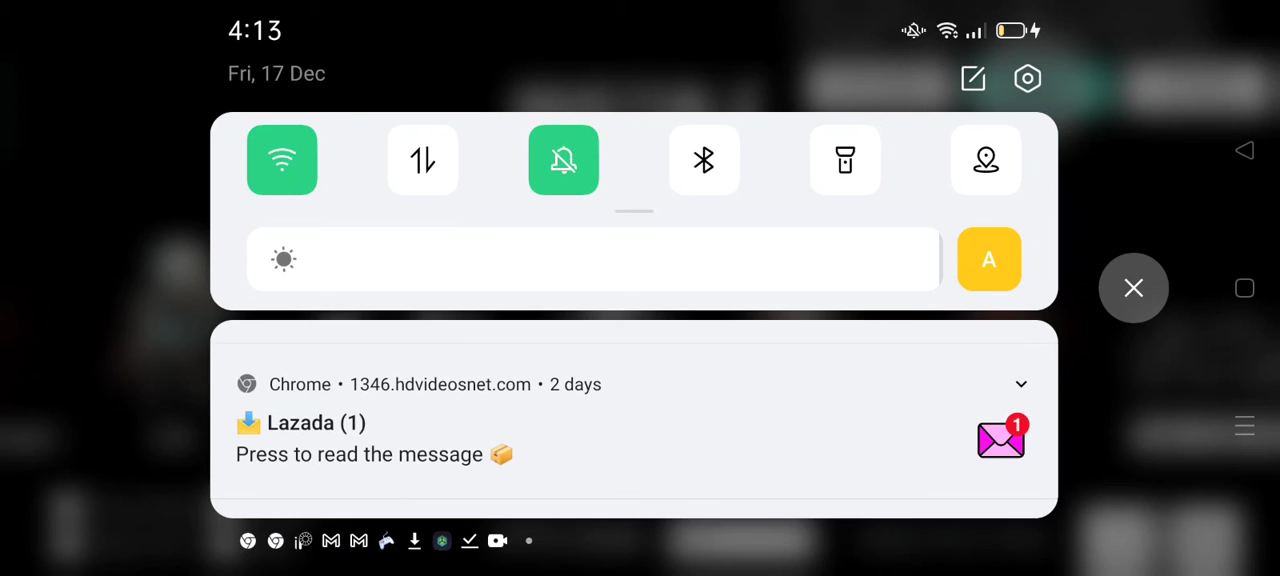 4:13
Fri, 17 Dec
A
Chrome • 1346.hdvideosnet.com • 2 days
📩 Lazada (1)
Press to read the message 📦
1